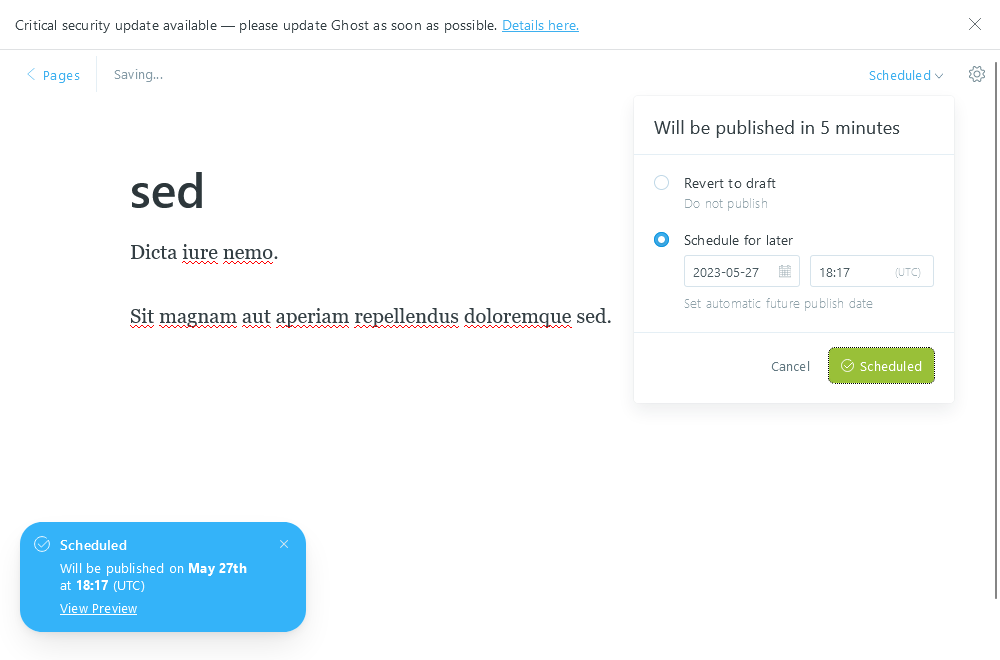 Critical security update available — please update Ghost as soon as possible. Details here.
Pages
Saving...
Scheduled
Will be published in 5 minutes
sed
Revert to draft
Do not publish
Dicta iure nemo.
Schedule for later
2023-05-27
18:17
(UTC)
Set automatic future publish date
Sit magnam aut aperiam repellendus doloremque sed.
Cancel
Scheduled
Scheduled
Will be published on May 27th
at 18:17 (UTC)
View Preview